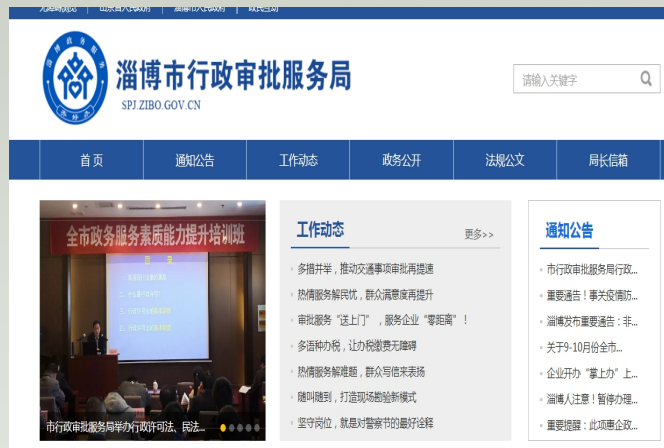 山东省人民政府
淄博市人民政府
政民互动
淄博市行政审批服务局
SPJ.ZIBO.GOV.CN
请输入关键字
首页
通知公告
工作动态
政务公开
法规公文
局长信箱
全市政务服务素质能力提升培训班
目 录
市行政审批服务局举办行政许可法、民法...
工作动态
更多>>
多措并举，推动交通事项审批再提速
热情服务解民忧，群众满意度再提升
审批服务“送上门”，服务企业“零距离”！
多语种办税，让办税缴费无障碍
热情服务解难题，群众写信来表扬
随叫随到，打造现场勘验新模式
坚守岗位，就是对警察节的最好诠释
通知公告
市行政审批服务局行政...
重要通告！事关疫情防...
淄博发布重要通告：非...
关于9-10月份全市...
企业开办“掌上办”上...
淄博人注意！暂停办理...
重要提醒：此项惠企政...